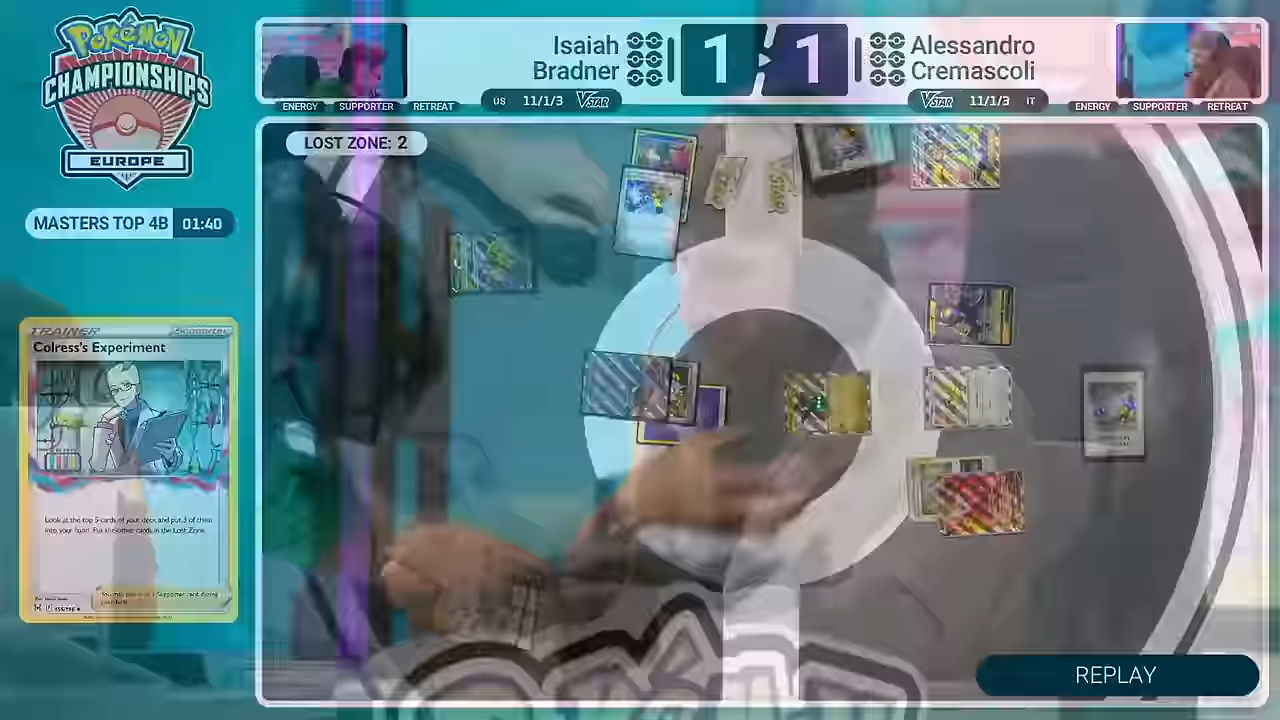 Pokémon
CHAMPIONSHIPS
EUROPE
MASTERS TOP 4B 01:40
Isaiah
Bradner
1 1
Alessandro
Cremascoli
ENERGY SUPPORTER RETREAT
US 11/1/3 VSTAR
VSTAR 11/1/3 IT
ENERGY SUPPORTER RETREAT
LOST ZONE: 2
TRAINER Supporter
Colress's Experiment
Look at the top 5 cards of your deck and put 3 of them
into your hand. Put the other cards in the Lost Zone.
REPLAY